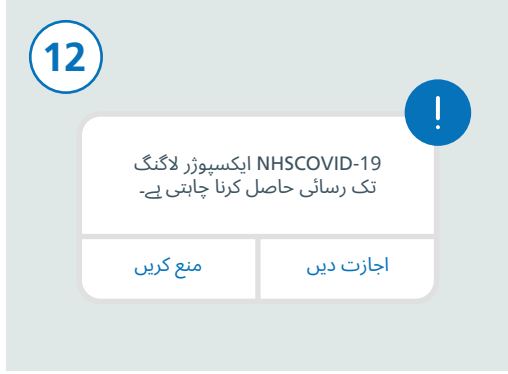 12
!
NHSCOVID-19 ایکسپوژر لاگنگ
تک رسائی حاصل کرنا چاہتی ہے۔
اجازت دیں
منع کریں